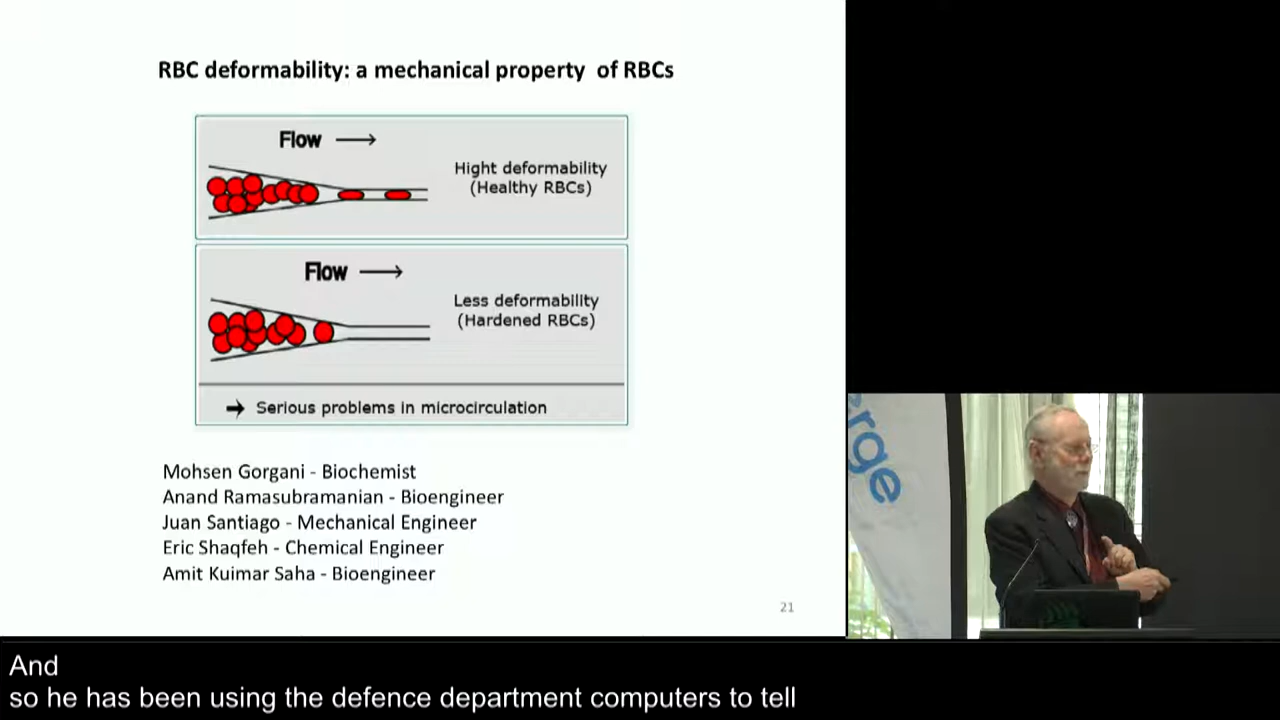 RBC deformability: a mechanical property of RBCs
Flow
Hight deformability
(Healthy RBCs)
Flow
Less deformability
(Hardened RBCs)
Serious problems in microcirculation
Mohsen Gorgani - Biochemist
Anand Ramasubramanian - Bioengineer
Juan Santiago - Mechanical Engineer
Eric Shaqfeh - Chemical Engineer
Amit Kuimar Saha - Bioengineer
21
erge
And
so he has been using the defence department computers to tell